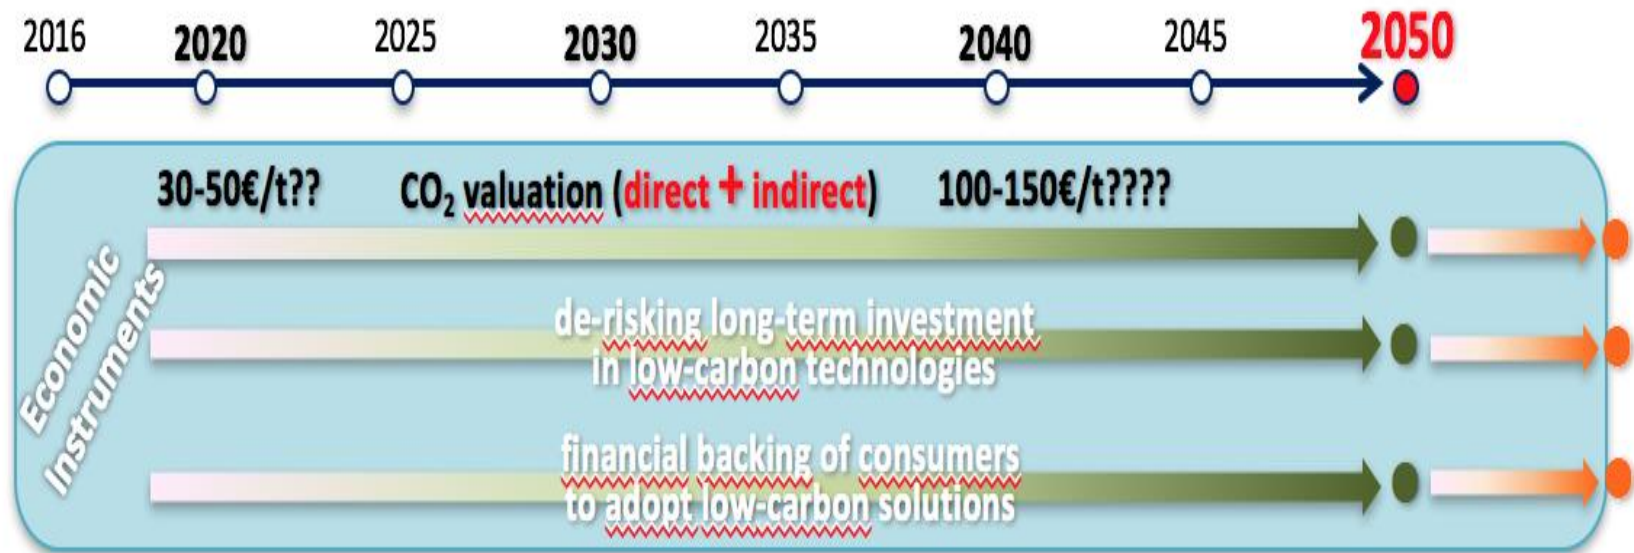 2016 2020 2025 2030 2035 2040 2045 2050
30-50€/t?? CO₂ valuation (direct + indirect) 100-150€/t????
Economic
Instruments
de-risking long-term investment
in low-carbon technologies
financial backing of consumers
to adopt low-carbon solutions